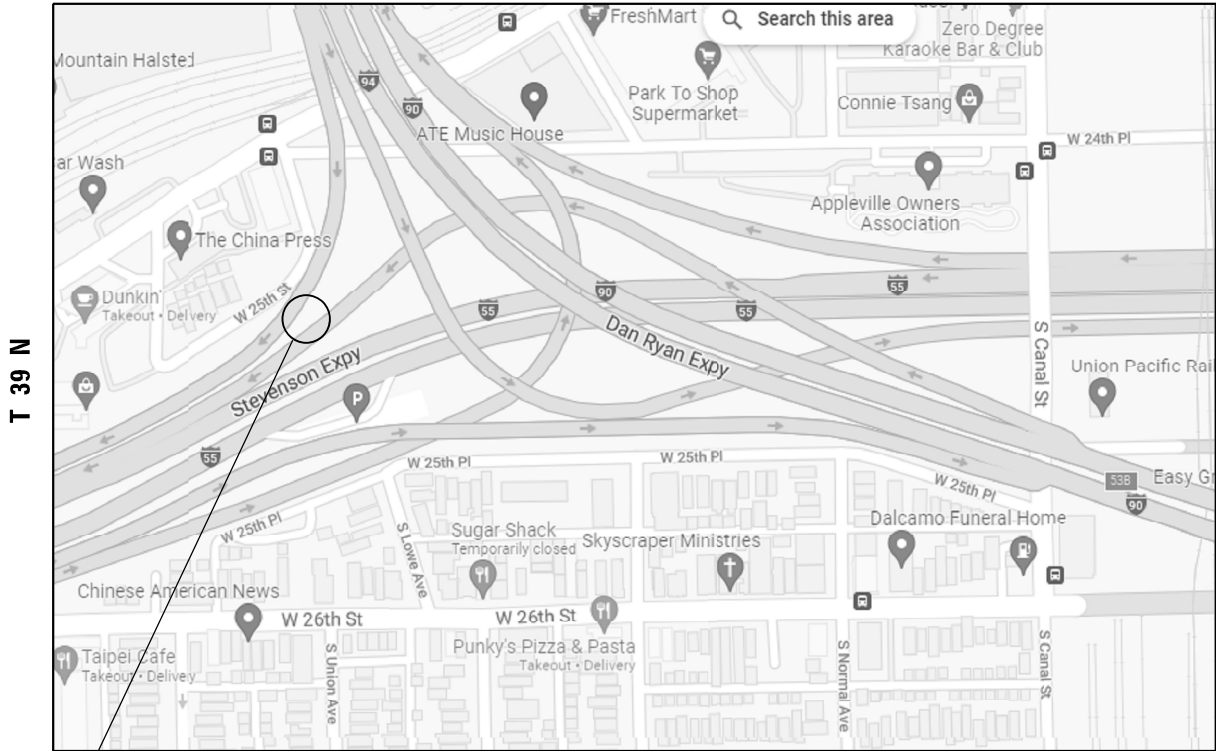 FreshMart
Search this area
Zero Degree
Karaoke Bar & Club
Mountain Halsted
94
90
Park To Shop
Supermarket
Connie Tsang
ATE Music House
W 24th Pl
ar Wash
Appleville Owners
Association
The China Press
W 25th St
Dunkin'
Takeout • Delvery
55
90
55
55
Dan Ryan Expy
Stevenson Expy
S Canal St
Union Pacific Rail
T 39 N
P
55
W 25th Pl
W 25th Pl
W 25th Pl
53B
Easy Gr
90
W 25th Pl
S Lowe Ave
Sugar Shack
Temporarily closed
Skyscraper Ministries
Dalcamo Funeral Home
Chinese American News
W 26th St
W 26th St
Punky's Pizza & Pasta
Takeout • Delivery
Taipei Cafe
Takeout • Delivey
S Union Ave
S Normal Ave
S Canal St